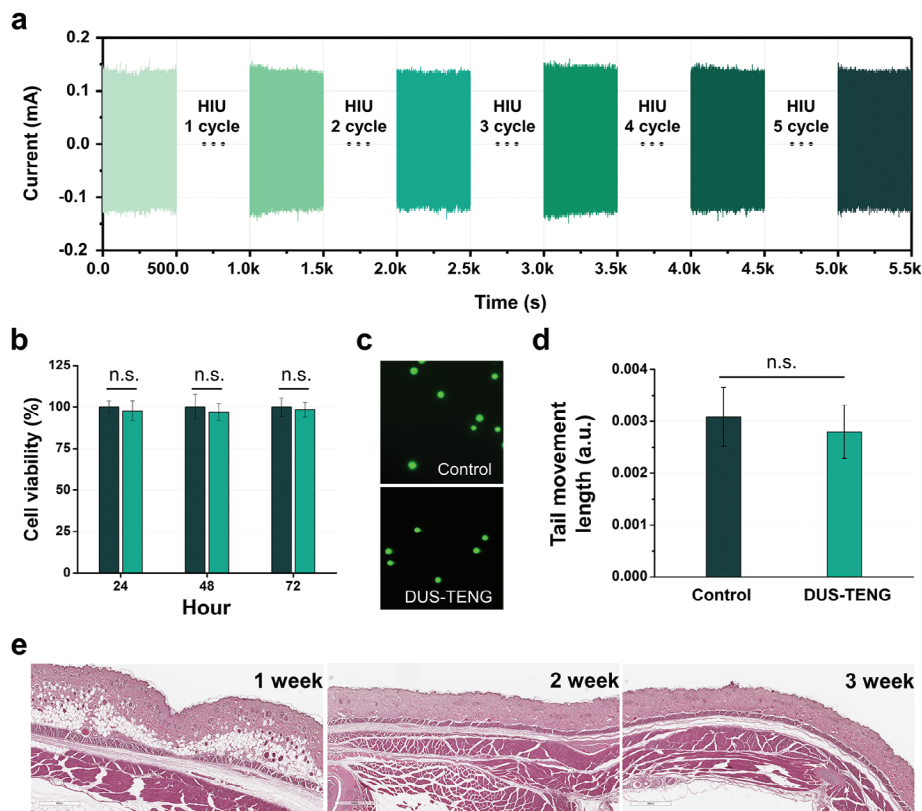 a
0.2
0.1
0.0
-0.1
-0.2
Current (mA)
HIU
1 cycle
HIU
2 cycle
HIU
3 cycle
HIU
4 cycle
HIU
5 cycle
0.0 500.0 1.0k 1.5k 2.0k 2.5k 3.0k 3.5k 4.0k 4.5k 5.0k 5.5k
Time (s)
b
125
100
75
50
25
0
Cell viability (%)
n.s. n.s. n.s.
24 48 72
Hour
c
Control
DUS-TENG
d
0.004
0.003
0.002
0.001
0.000
Tail movement
length (a.u.)
n.s.
Control DUS-TENG
e
1 week
2 week
3 week